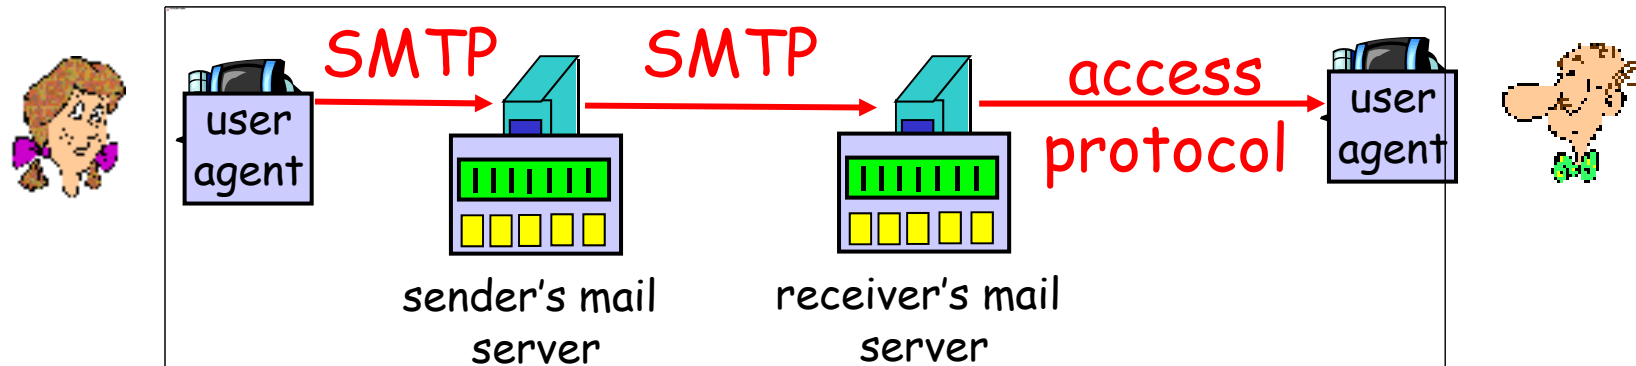 SMTP
SMTP
access
protocol
user
agent
user
agent
sender's mail
server
receiver's mail
server